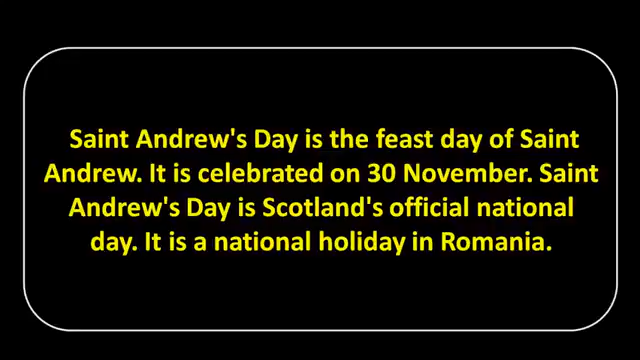 Saint Andrew's Day is the feast day of Saint
Andrew. It is celebrated on 30 November. Saint
Andrew's Day is Scotland's official national
day. It is a national holiday in Romania.